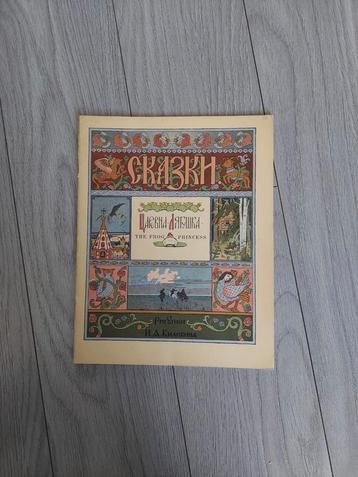 СКАЗКИ
ЦАРЕВНА ЛЯГУШКА
THE FROG PRINCESS
РИСУНКИ
И. Я. БИЛИБИНА